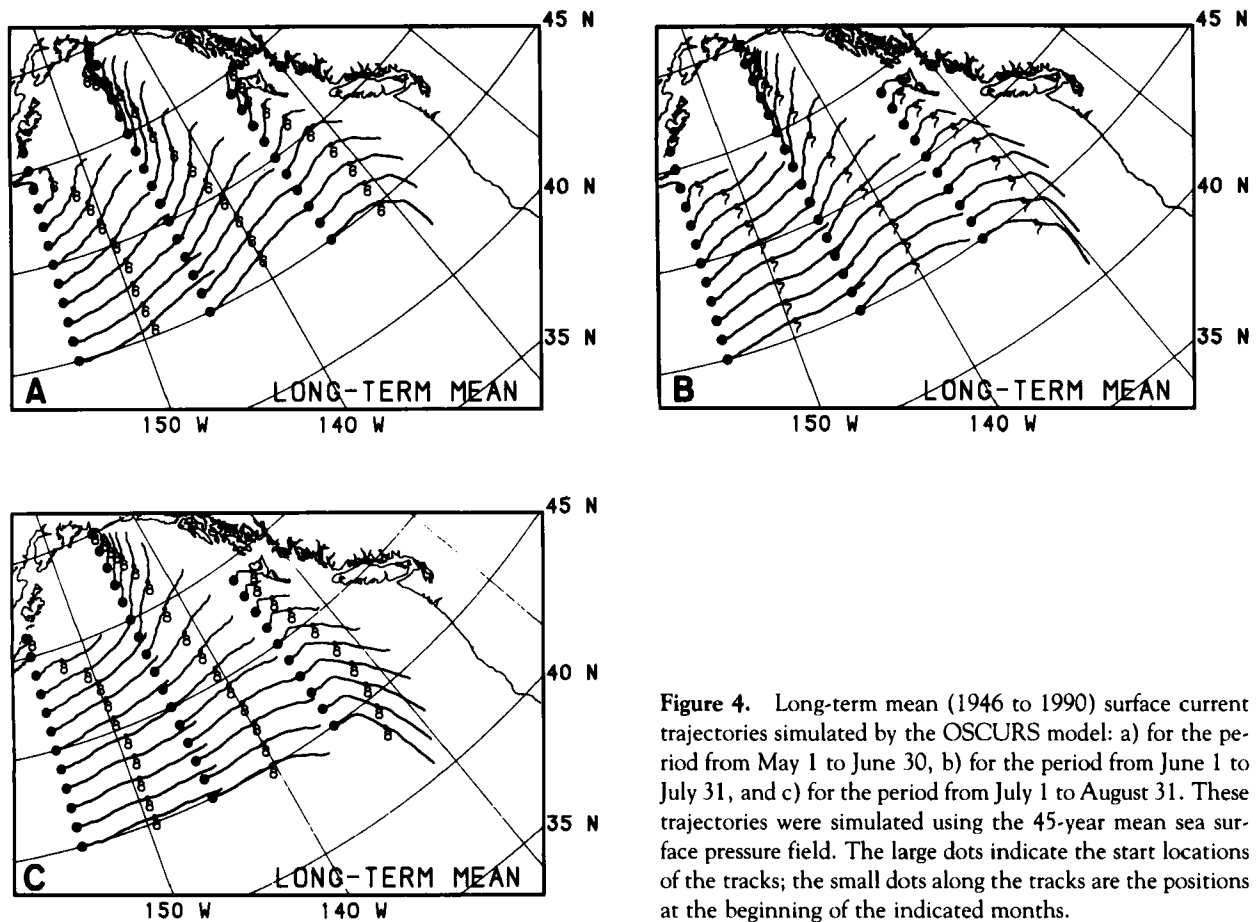 45 N
40 N
35 N
A
LONG-TERM MEAN
150 W 140 W
45 N
40 N
35 N
B
LONG-TERM MEAN
150 W 140 W
45 N
40 N
35 N
C
LONG-TERM MEAN
150 W 140 W
Figure 4. Long-term mean (1946 to 1990) surface current
trajectories simulated by the OSCURS model: a) for the pe-
riod from May 1 to June 30, b) for the period from June 1 to
July 31, and c) for the period from July 1 to August 31. These
trajectories were simulated using the 45-year mean sea sur-
face pressure field. The large dots indicate the start locations
of the tracks; the small dots along the tracks are the positions
at the beginning of the indicated months.